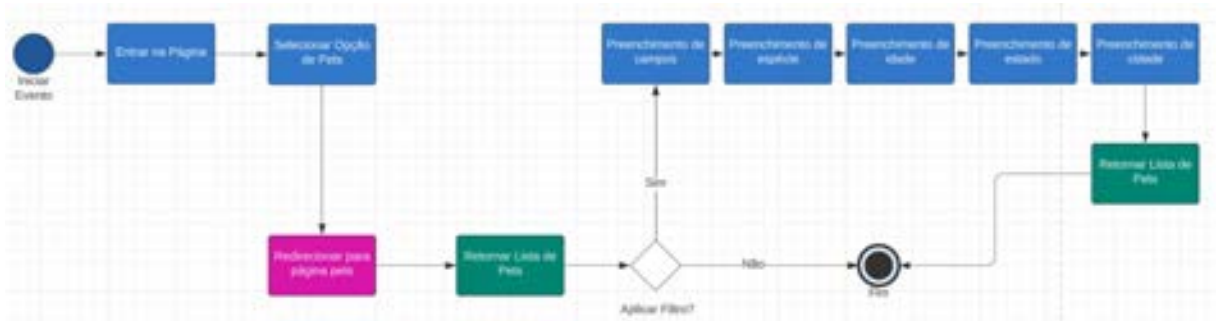 Iniciar
Evento
Entrar na Página
Selecionar Opção
de Pets
Redirecionar para
página pets
Retornar Lista de
Pets
Aplicar Filtro?
Sim
Não
Preenchimento de
campos
Preenchimento de
espécie
Preenchimento de
idade
Preenchimento de
estado
Preenchimento de
cidade
Retornar Lista de
Pets
Fim